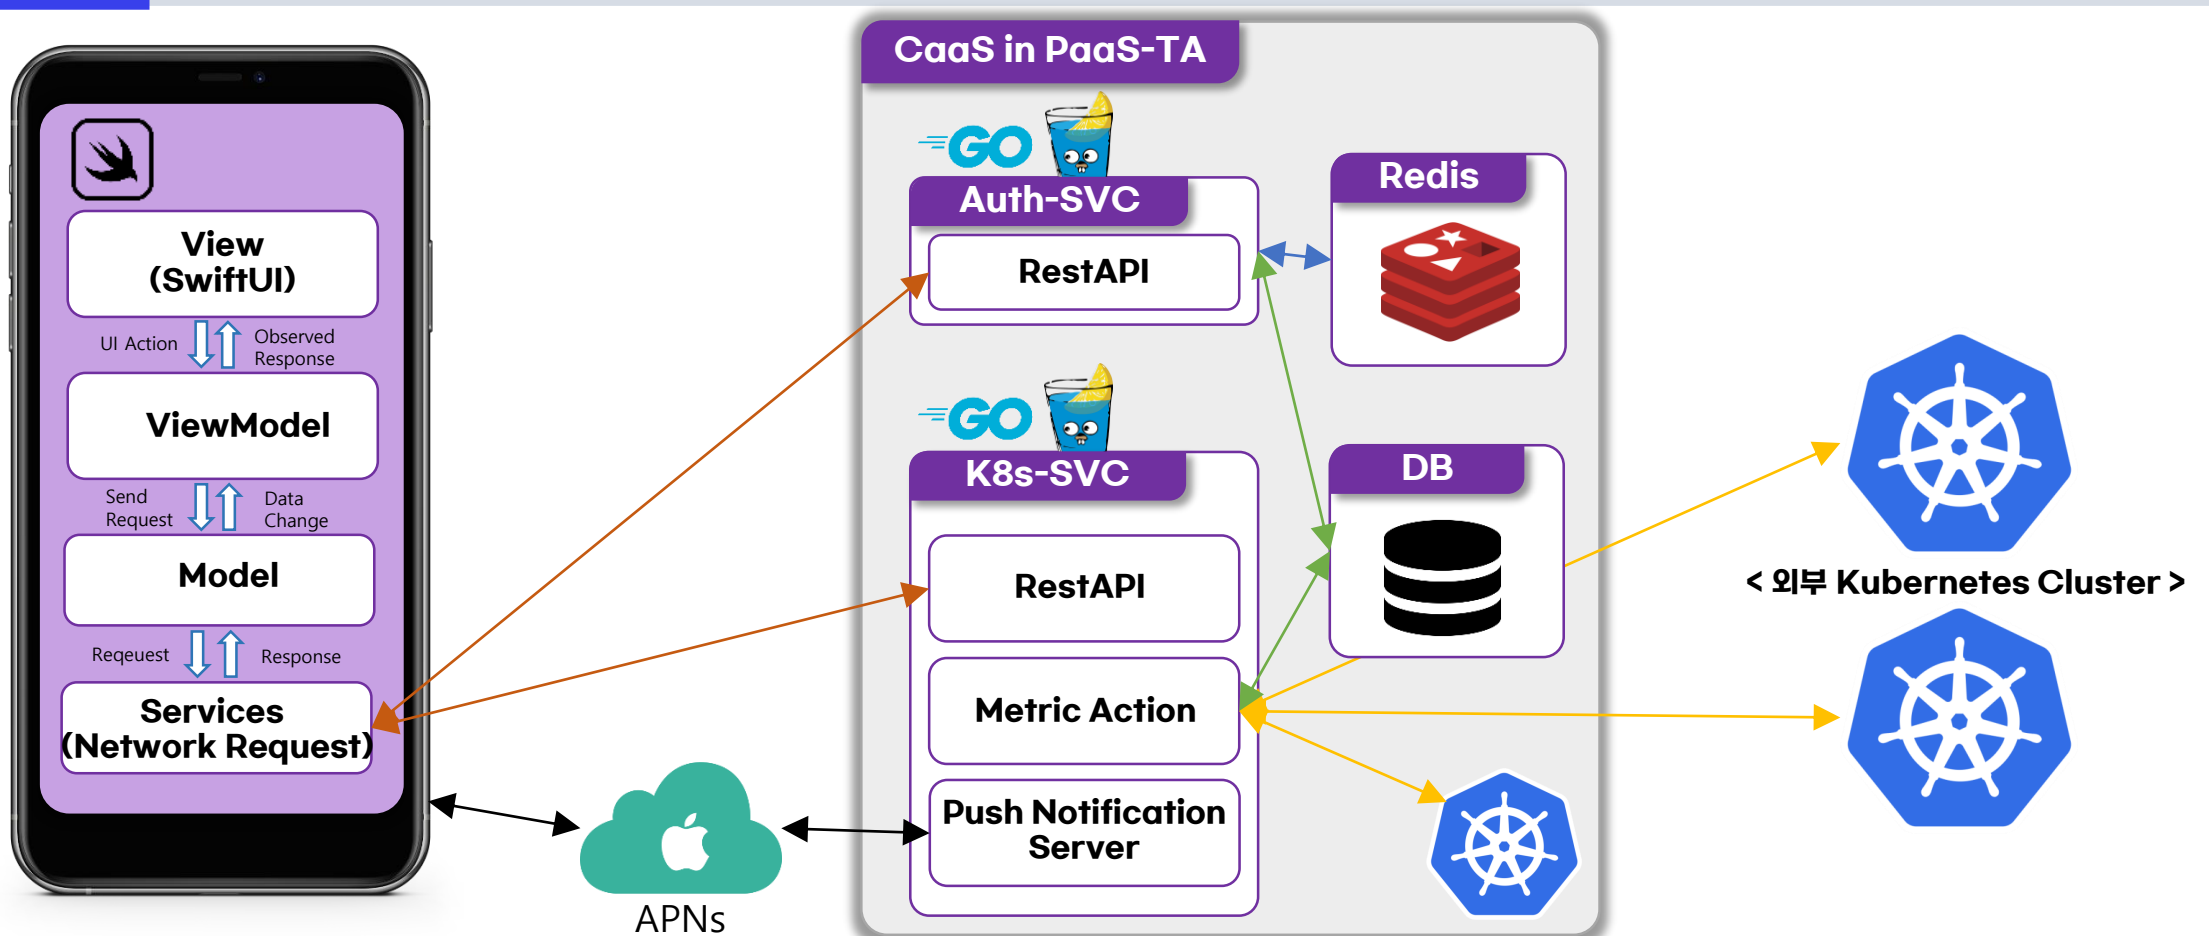 CaaS in PaaS-TA
GO
Auth-SVC
RestAPI
Redis
View
(SwiftUI)
UI Action
Observed
Response
ViewModel
Send
Request
Data
Change
Model
Reqeuest
Response
Services
(Network Request)
APNs
GO
K8s-SVC
RestAPI
Metric Action
Push Notification
Server
DB
< 외부 Kubernetes Cluster >